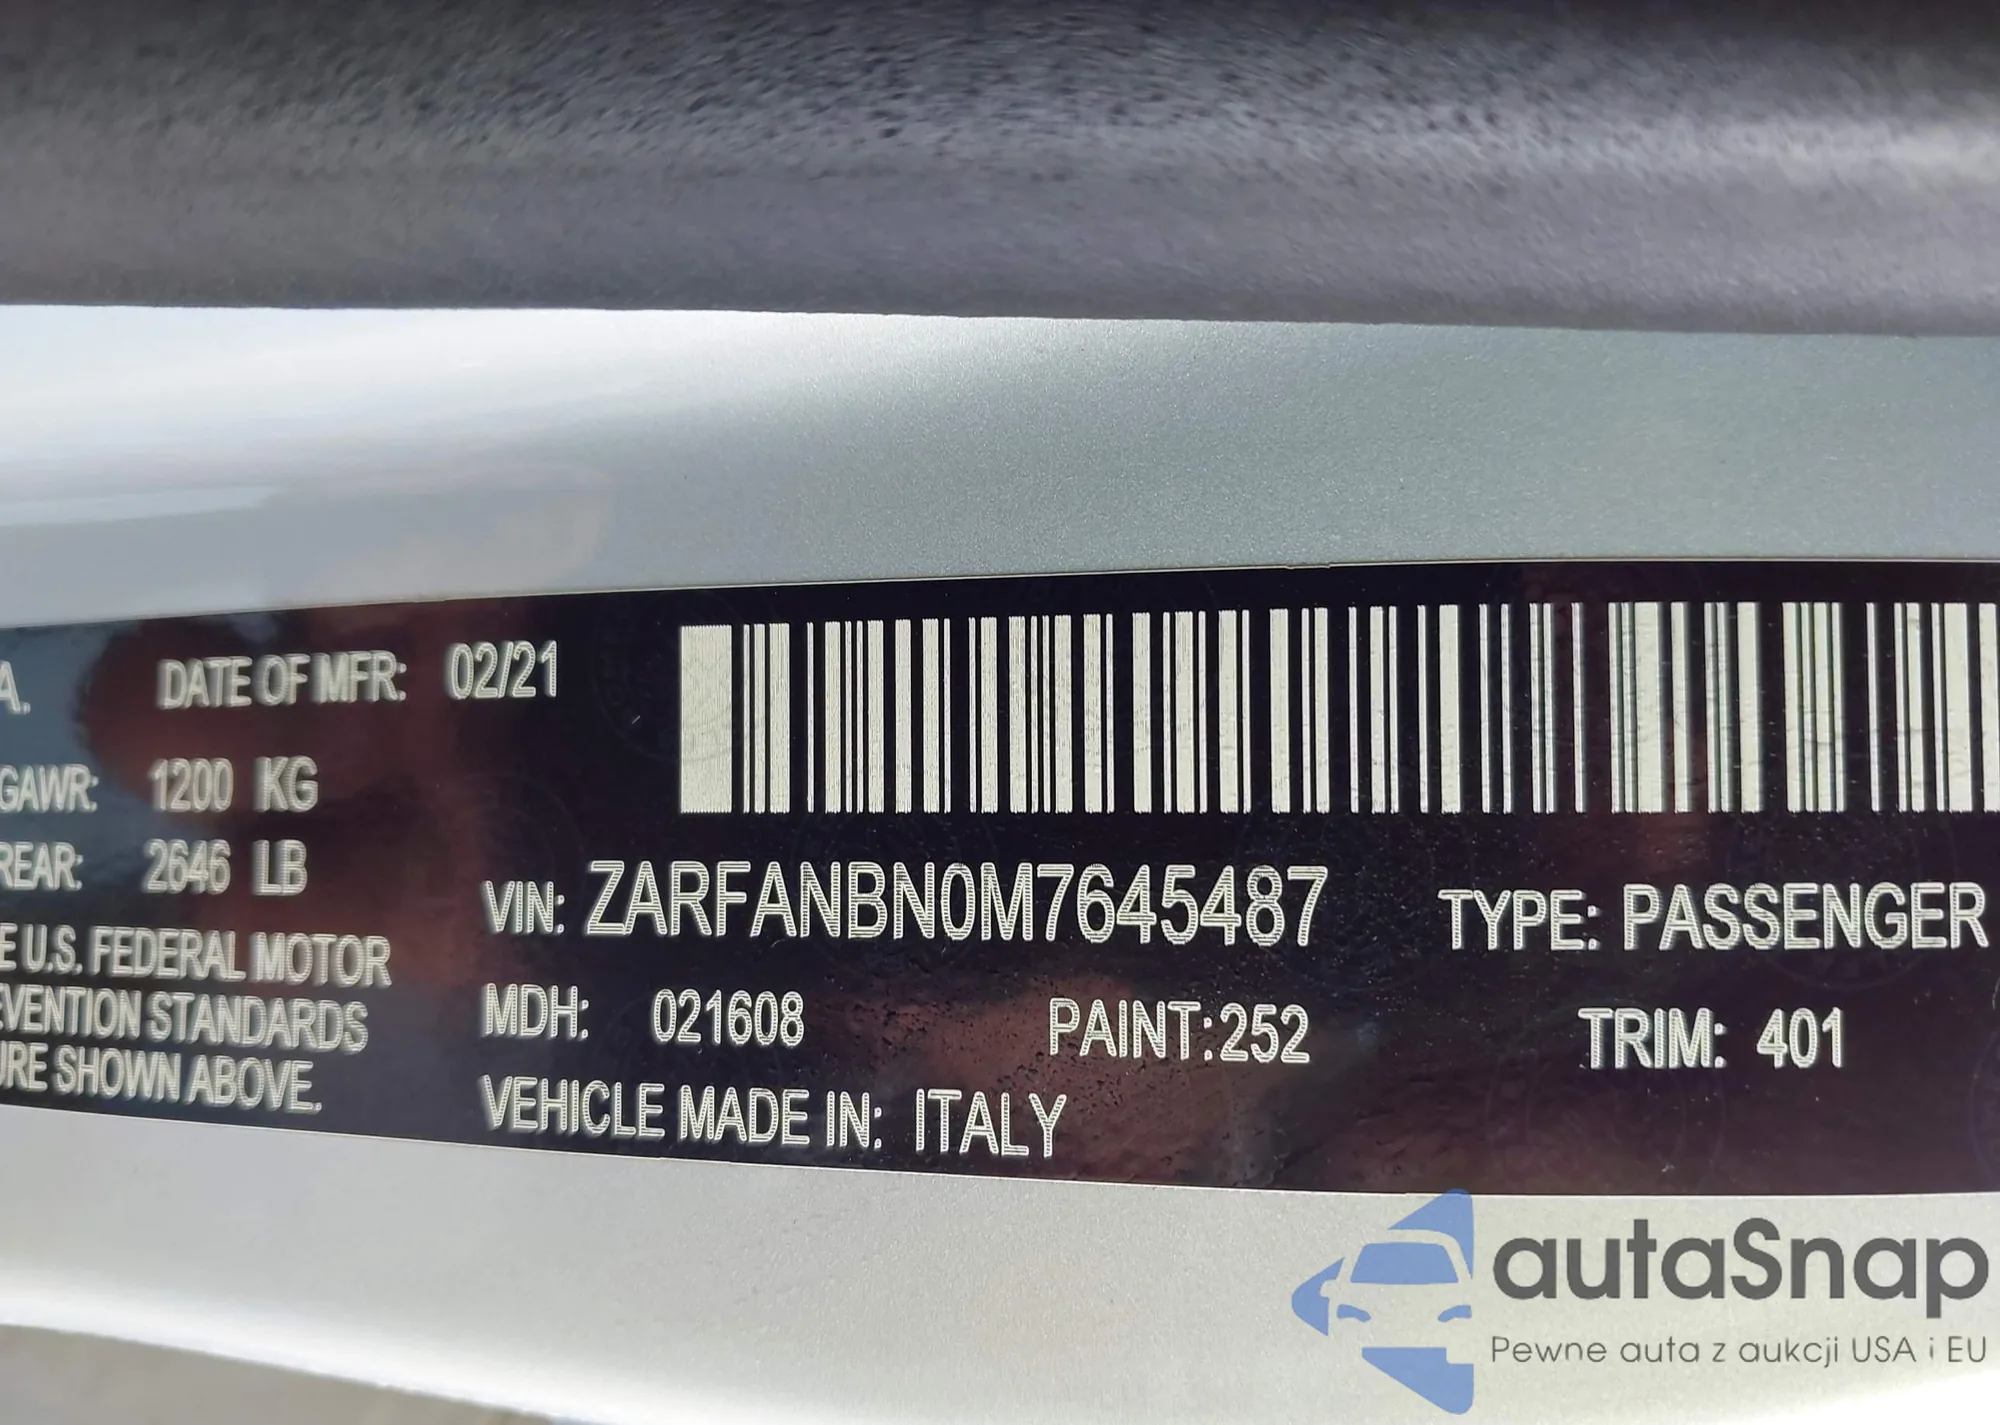 A. DATE OF MFR: 02/21
GAWR: 1200 KG
REAR: 2646 LB
E U.S. FEDERAL MOTOR
EVENTION STANDARDS
URE SHOWN ABOVE.
VIN: ZARFANBN0M7645487 TYPE: PASSENGER
MDH: 021608 PAINT:252 TRIM: 401
VEHICLE MADE IN: ITALY
autaSnap
Pewne auta z aukcji USA i EU